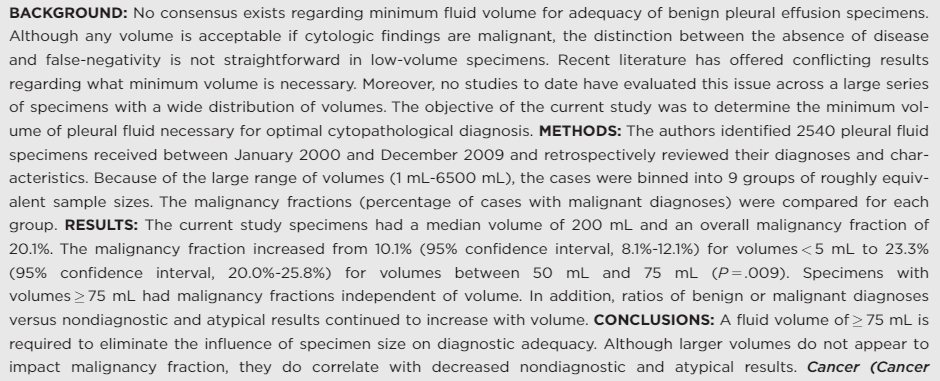 BACKGROUND: No consensus exists regarding minimum fluid volume for adequacy of benign pleural effusion specimens.
Although any volume is acceptable if cytologic findings are malignant, the distinction between the absence of disease
and false-negativity is not straightforward in low-volume specimens. Recent literature has offered conflicting results
regarding what minimum volume is necessary. Moreover, no studies to date have evaluated this issue across a large series
of specimens with a wide distribution of volumes. The objective of the current study was to determine the minimum vol-
ume of pleural fluid necessary for optimal cytopathological diagnosis. METHODS: The authors identified 2540 pleural fluid
specimens received between January 2000 and December 2009 and retrospectively reviewed their diagnoses and char-
acteristics. Because of the large range of volumes (1 mL-6500 mL), the cases were binned into 9 groups of roughly equiv-
alent sample sizes. The malignancy fractions (percentage of cases with malignant diagnoses) were compared for each
group. RESULTS: The current study specimens had a median volume of 200 mL and an overall malignancy fraction of
20.1%. The malignancy fraction increased from 10.1% (95% confidence interval, 8.1%-12.1%) for volumes < 5 mL to 23.3%
(95% confidence interval, 20.0%-25.8%) for volumes between 50 mL and 75 mL (P = .009). Specimens with
volumes ≥ 75 mL had malignancy fractions independent of volume. In addition, ratios of benign or malignant diagnoses
versus nondiagnostic and atypical results continued to increase with volume. CONCLUSIONS: A fluid volume of ≥ 75 mL is
required to eliminate the influence of specimen size on diagnostic adequacy. Although larger volumes do not appear to
impact malignancy fraction, they do correlate with decreased nondiagnostic and atypical results. Cancer (Cancer